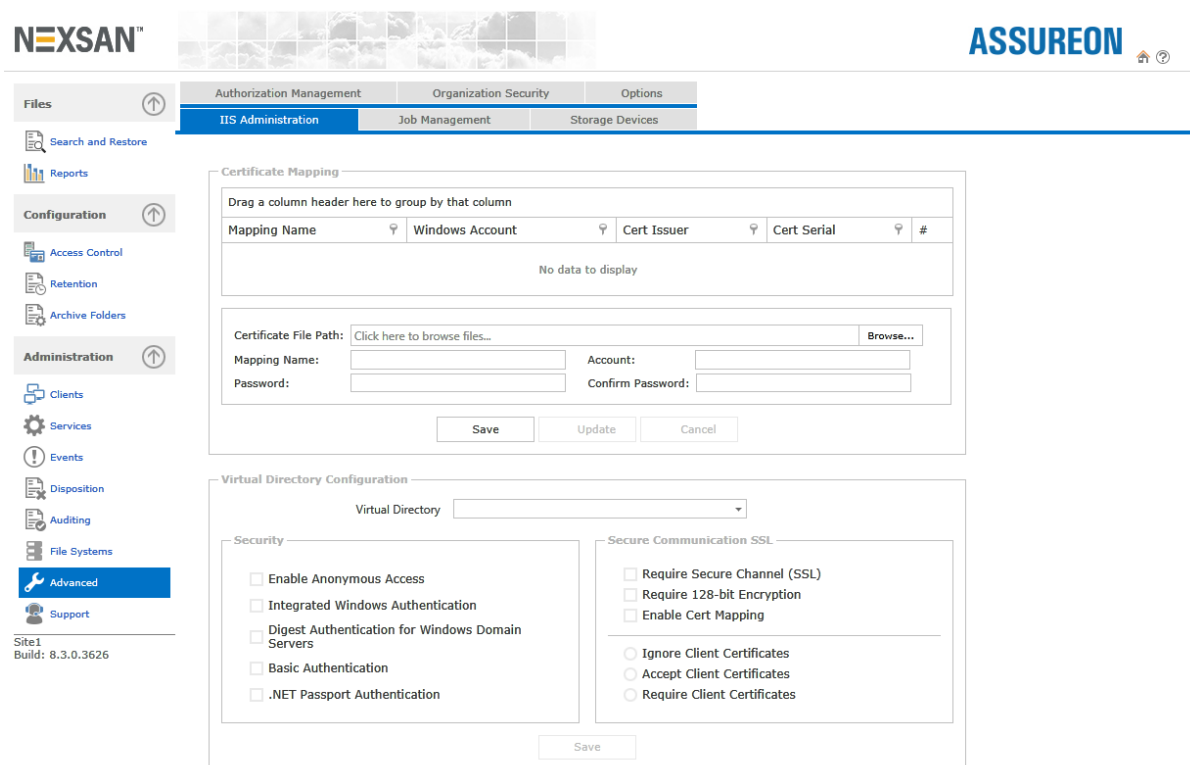 NEXSAN™
ASSUREON
Files
Search and Restore
Reports
Configuration
Access Control
Retention
Archive Folders
Administration
Clients
Services
Events
Disposition
Auditing
File Systems
Advanced
Support
Site1
Build: 8.3.0.3626
Authorization Management Organization Security Options
IIS Administration Job Management Storage Devices
Certificate Mapping
Drag a column header here to group by that column
Mapping Name Windows Account Cert Issuer Cert Serial #
No data to display
Certificate File Path: Click here to browse files... Browse...
Mapping Name: Account:
Password: Confirm Password:
Save Update Cancel
Virtual Directory Configuration
Virtual Directory
Security
Enable Anonymous Access
Integrated Windows Authentication
Digest Authentication for Windows Domain
Servers
Basic Authentication
.NET Passport Authentication
Secure Communication SSL
Require Secure Channel (SSL)
Require 128-bit Encryption
Enable Cert Mapping
Ignore Client Certificates
Accept Client Certificates
Require Client Certificates
Save